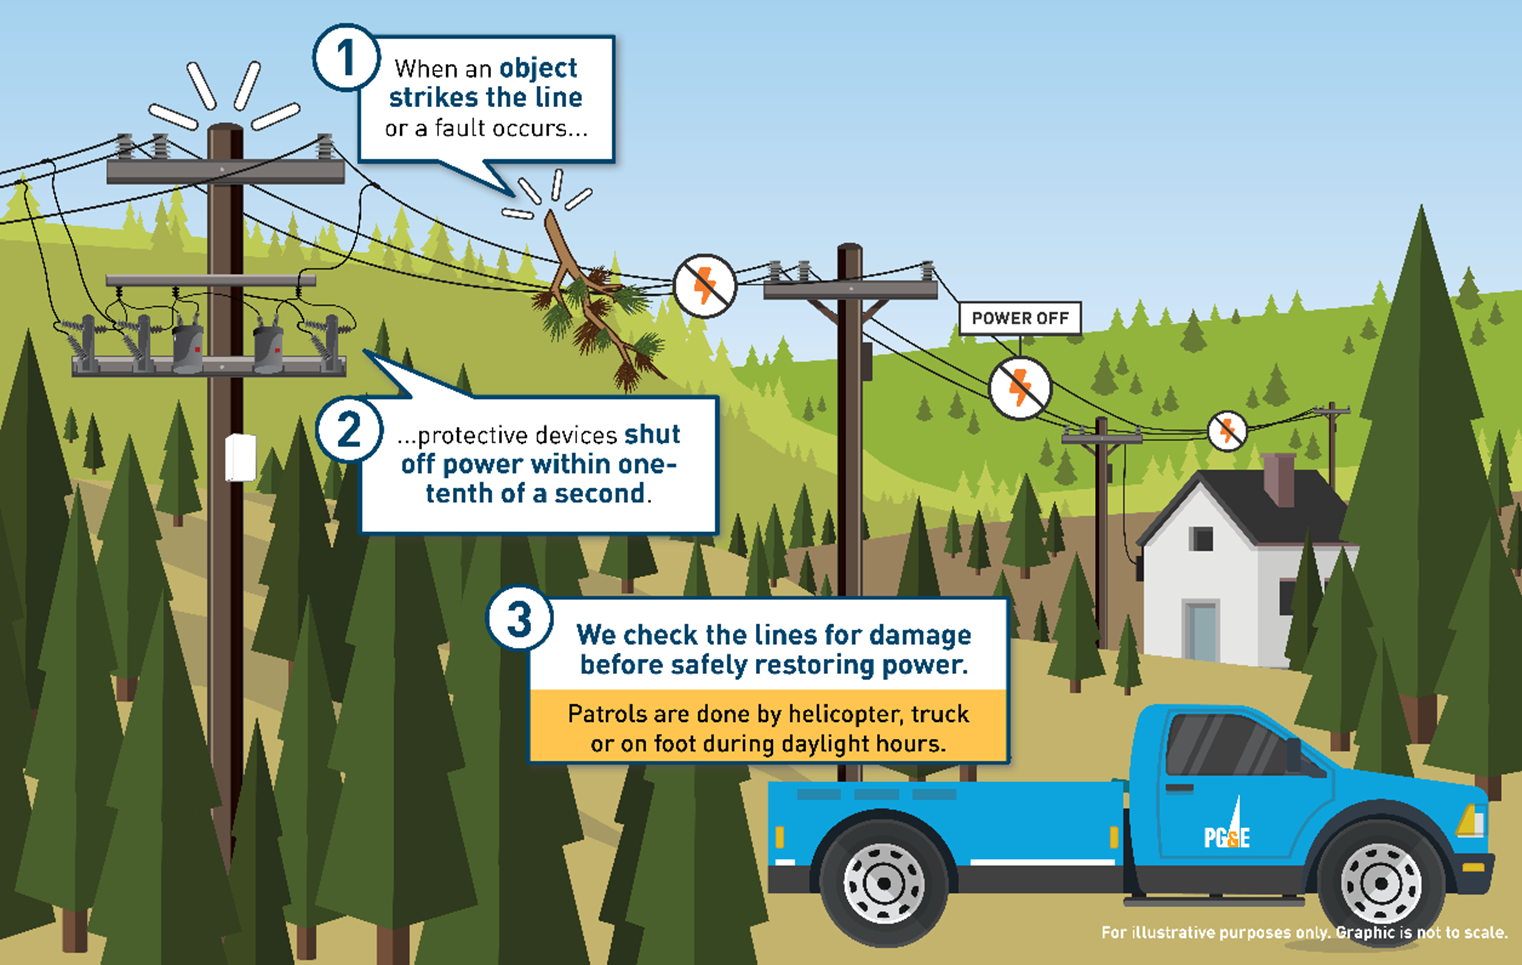 1
When an object
strikes the line
or a fault occurs...
POWER OFF
2
...protective devices shut
off power within one-
tenth of a second.
3
We check the lines for damage
before safely restoring power.
Patrols are done by helicopter, truck
or on foot during daylight hours.
PG&E
For illustrative purposes only. Graphic is not to scale.